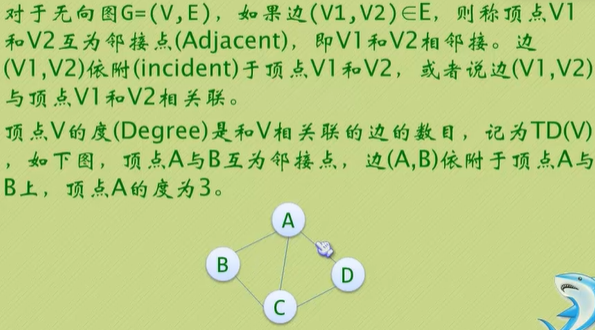 对于无向图G=(V,E)，如果边(V1,V2)∈E，则称顶点V1
和V2互为邻接点(Adjacent)，即V1和V2相邻接。边
(V1,V2)依附(incident)于顶点V1和V2，或者说边(V1,V2)
与顶点V1和V2相关联。
顶点V的度(Degree)是和V相关联的边的数目，记为TD(V)
，如下图，顶点A与B互为邻接点，边(A,B)依附于顶点A与
B上，顶点A的度为3。
A
B
D
C